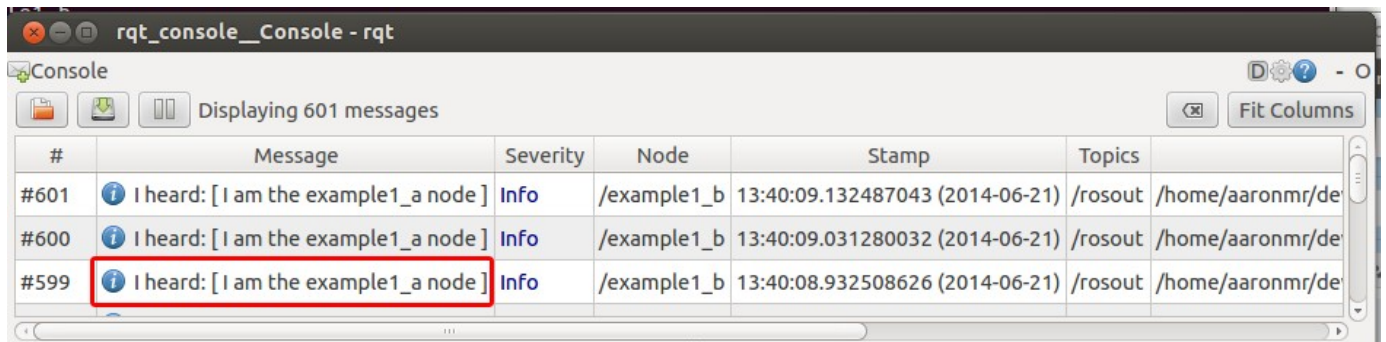 rqt_console__Console - rqt
Console D ? - O
Displaying 601 messages Fit Columns
# Message Severity Node Stamp Topics
#601 I heard: [ I am the example1_a node ] Info /example1_b 13:40:09.132487043 (2014-06-21) /rosout /home/aaronmr/de
#600 I heard: [ I am the example1_a node ] Info /example1_b 13:40:09.031280032 (2014-06-21) /rosout /home/aaronmr/de
#599 I heard: [ I am the example1_a node ] Info /example1_b 13:40:08.932508626 (2014-06-21) /rosout /home/aaronmr/de